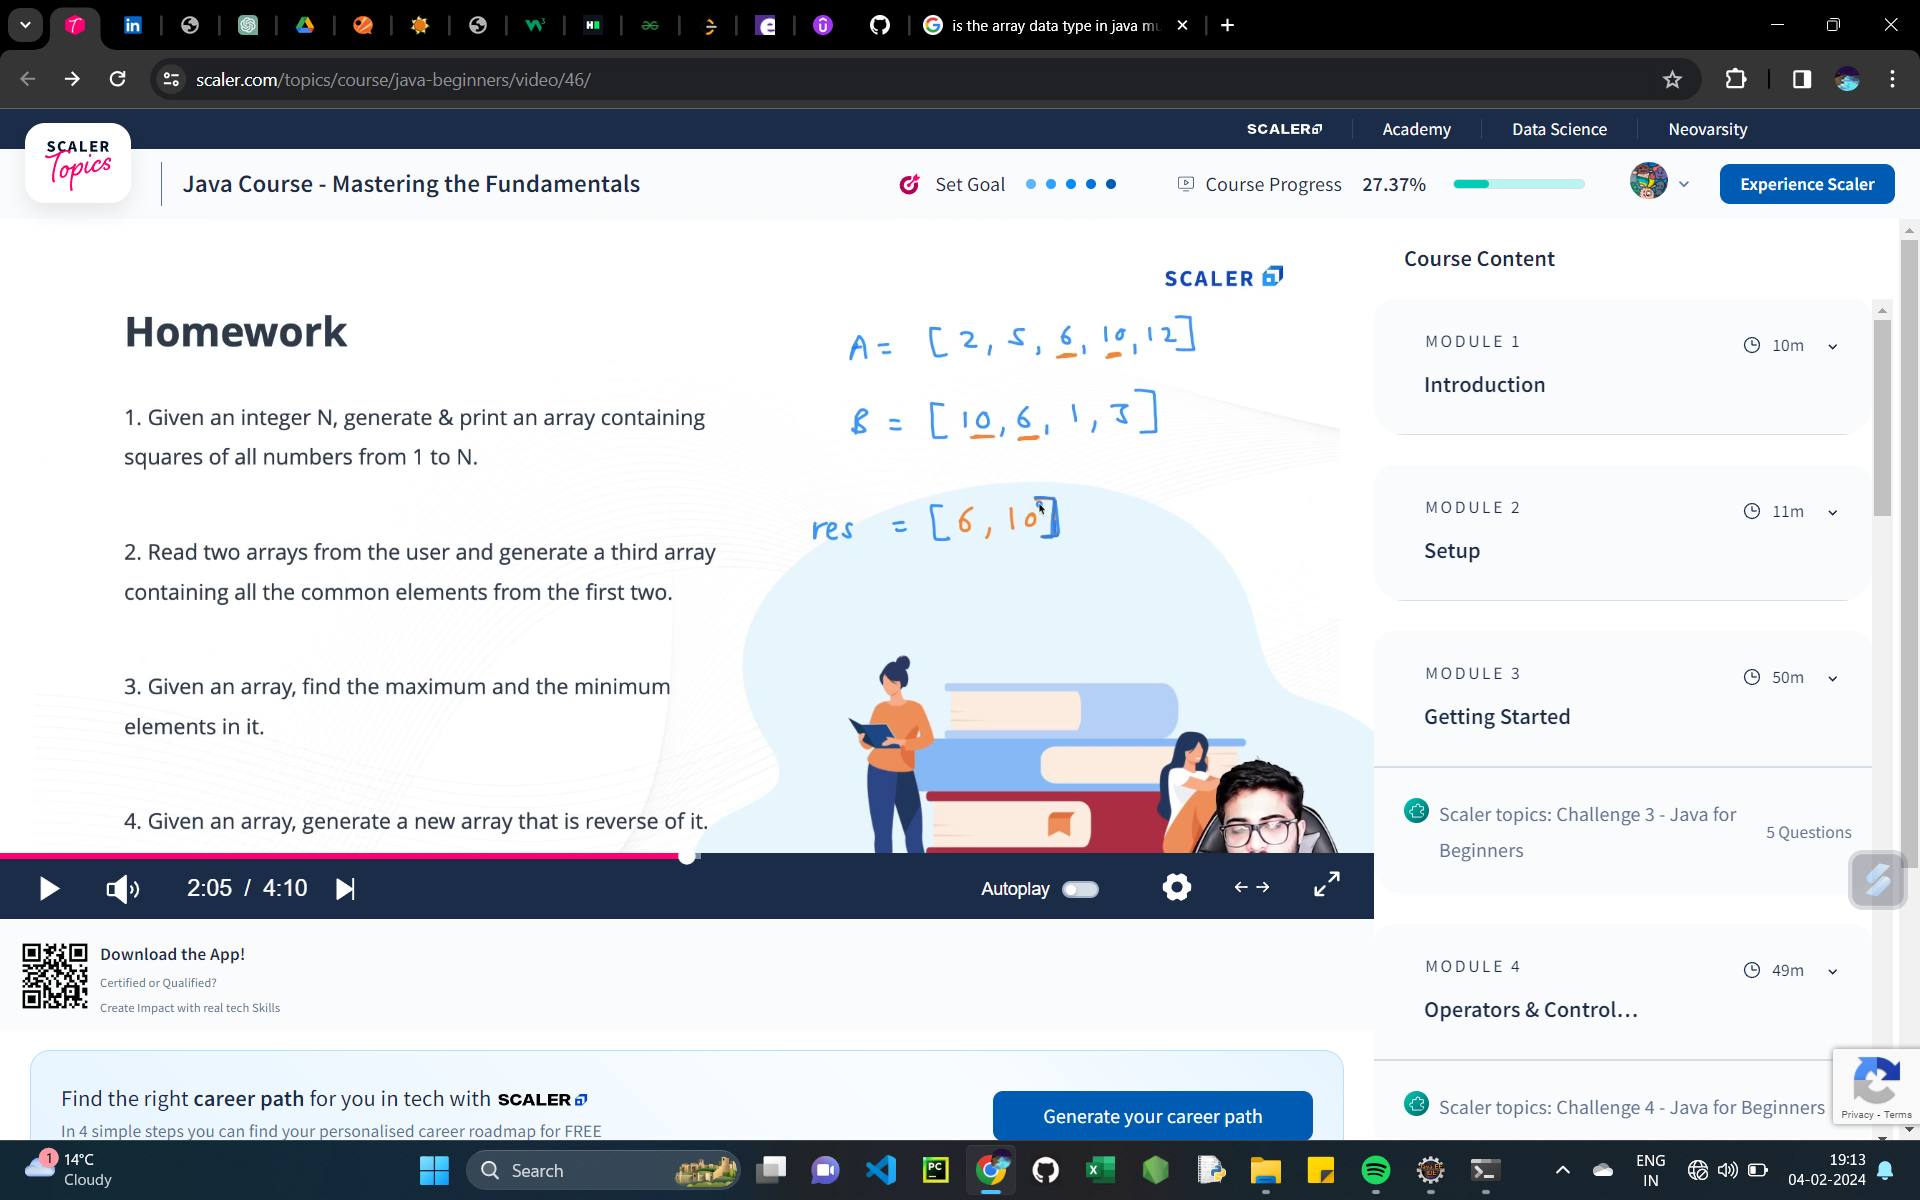 is the array data type in java mu
scaler.com/topics/course/java-beginners/video/46/
SCALER
Academy
Data Science
Neovarsity
SCALER
Topics
Java Course - Mastering the Fundamentals
Set Goal
Course Progress 27.37%
Experience Scaler
SCALER
Homework
1. Given an integer N, generate & print an array containing
squares of all numbers from 1 to N.
2. Read two arrays from the user and generate a third array
containing all the common elements from the first two.
3. Given an array, find the maximum and the minimum
elements in it.
4. Given an array, generate a new array that is reverse of it.
A = [ 2, 5, 6, 10, 12 ]
B = [ 10, 6, 1, 3 ]
res = [ 6, 10 ]
2:05 / 4:10
Autoplay
Course Content
MODULE 1
10m
Introduction
MODULE 2
11m
Setup
MODULE 3
50m
Getting Started
Scaler topics: Challenge 3 - Java for
Beginners
5 Questions
MODULE 4
49m
Operators & Control...
Scaler topics: Challenge 4 - Java for Beginners
Privacy - Terms
Download the App!
Certified or Qualified?
Create Impact with real tech Skills
Find the right career path for you in tech with SCALER
In 4 simple steps you can find your personalised career roadmap for FREE
Generate your career path
1
14°C
Cloudy
Search
PC
ENG
IN
19:13
04-02-2024